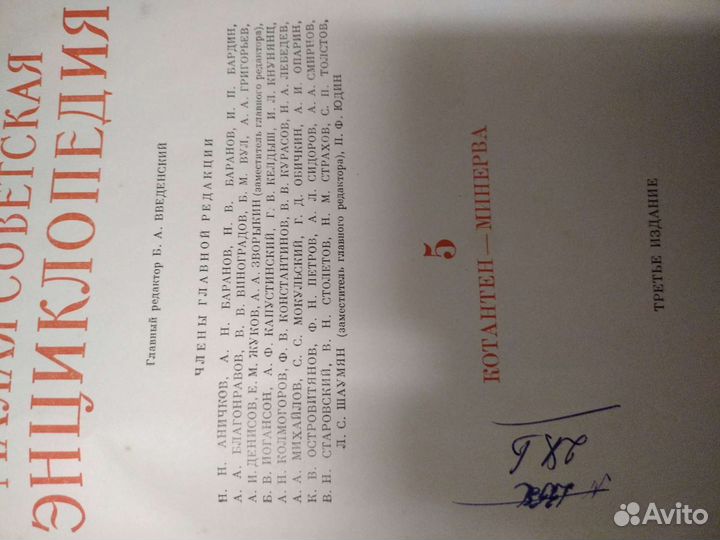 МАЛАЯ СОВЕТСКАЯ
ЭНЦИКЛОПЕДИЯ
Главный редактор Б. А. ВВЕДЕНСКИЙ
ЧЛЕНЫ ГЛАВНОЙ РЕДАКЦИИ
Н. Н. АНИЧКОВ, А. Н. БАРАНОВ, Н. В. БАРАНОВ, И. П. БАРДИН,
А. А. БЛАГОНРАВОВ, В. В. ВИНОГРАДОВ, Б. М. ВУЛ, А. А. ГРИГОРЬЕВ,
А. И. ДЕНИСОВ, Е. М. ЖУКОВ, А. А. ЗВОРЫКИН (заместитель главного редактора),
Б. В. ИОГАНСОН, А. Ф. КАПУСТИНСКИЙ, Г. В. КЕЛДЫШ, И. Л. КНУНЯНЦ,
А. Н. КОЛМОГОРОВ, Ф. В. КОНСТАНТИНОВ, В. В. КУРАСОВ, Н. А. ЛЕБЕДЕВ,
А. А. МИХАЙЛОВ, С. С. МОКУЛЬСКИЙ, Г. Д. ОБИЧКИН, А. И. ОПАРИН,
К. В. ОСТРОВИТЯНОВ, Ф. Н. ПЕТРОВ, А. Л. СИДОРОВ, А. А. СМИРНОВ,
В. Н. СТАРОВСКИЙ, В. Н. СТОЛЕТОВ, Н. М. СТРАХОВ, С. П. ТОЛСТОВ,
Л. С. ШАУМЯН (заместитель главного редактора), П. Ф. ЮДИН
5
КОТАНТЕН — МИНЕРВА
ТРЕТЬЕ ИЗДАНИЕ
Avito